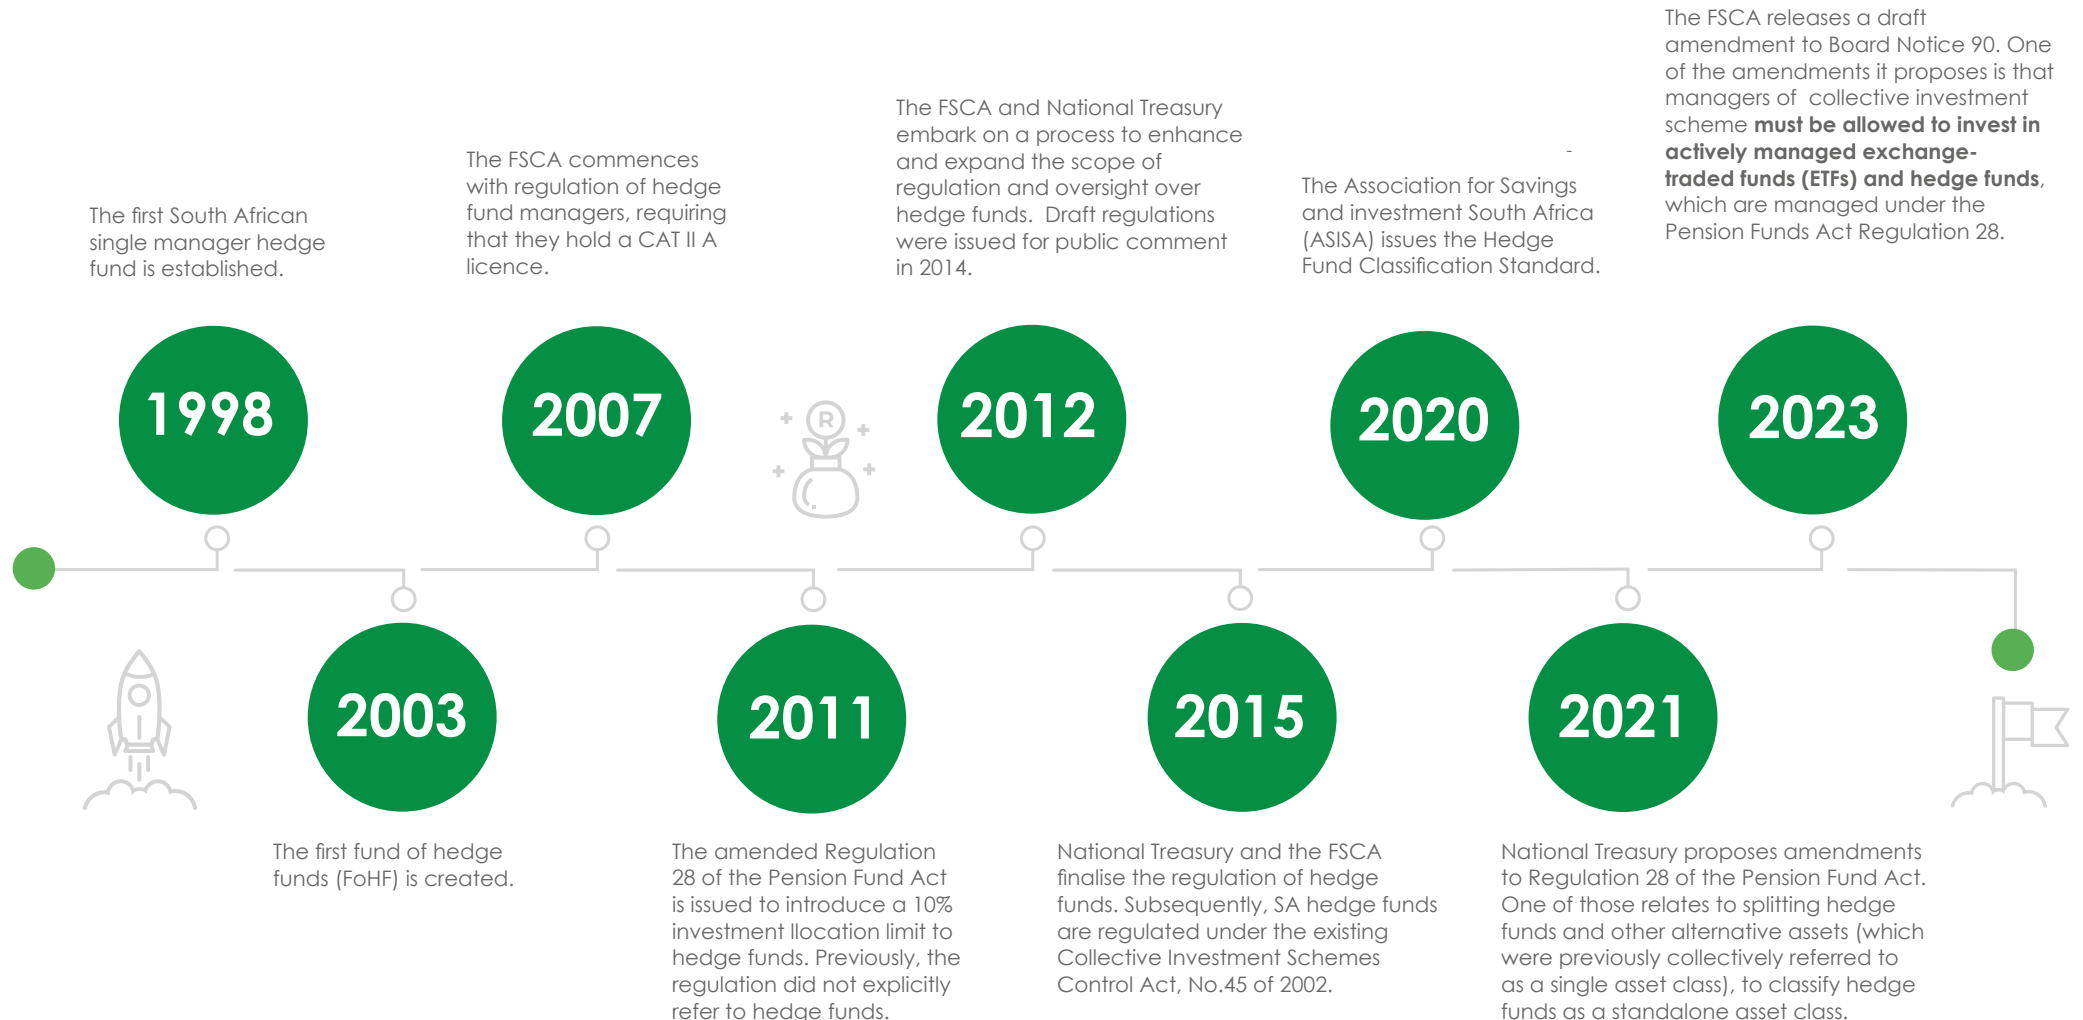 The first South African
single manager hedge
fund is established.
1998
The first fund of hedge
funds (FoHF) is created.
2003
The FSCA commences
with regulation of hedge
fund managers, requiring
that they hold a CAT II A
licence.
2007
R
The amended Regulation
28 of the Pension Fund Act
is issued to introduce a 10%
investment llocation limit to
hedge funds. Previously, the
regulation did not explicitly
refer to hedge funds.
2011
The FSCA and National Treasury
embark on a process to enhance
and expand the scope of
regulation and oversight over
hedge funds. Draft regulations
were issued for public comment
in 2014.
2012
National Treasury and the FSCA
finalise the regulation of hedge
funds. Subsequently, SA hedge funds
are regulated under the existing
Collective Investment Schemes
Control Act, No.45 of 2002.
2015
-
The Association for Savings
and investment South Africa
(ASISA) issues the Hedge
Fund Classification Standard.
2020
National Treasury proposes amendments
to Regulation 28 of the Pension Fund Act.
One of those relates to splitting hedge
funds and other alternative assets (which
were previously collectively referred to
as a single asset class), to classify hedge
funds as a standalone asset class.
2021
The FSCA releases a draft
amendment to Board Notice 90. One
of the amendments it proposes is that
managers of collective investment
scheme must be allowed to invest in
actively managed exchange-
traded funds (ETFs) and hedge funds,
which are managed under the
Pension Funds Act Regulation 28.
2023